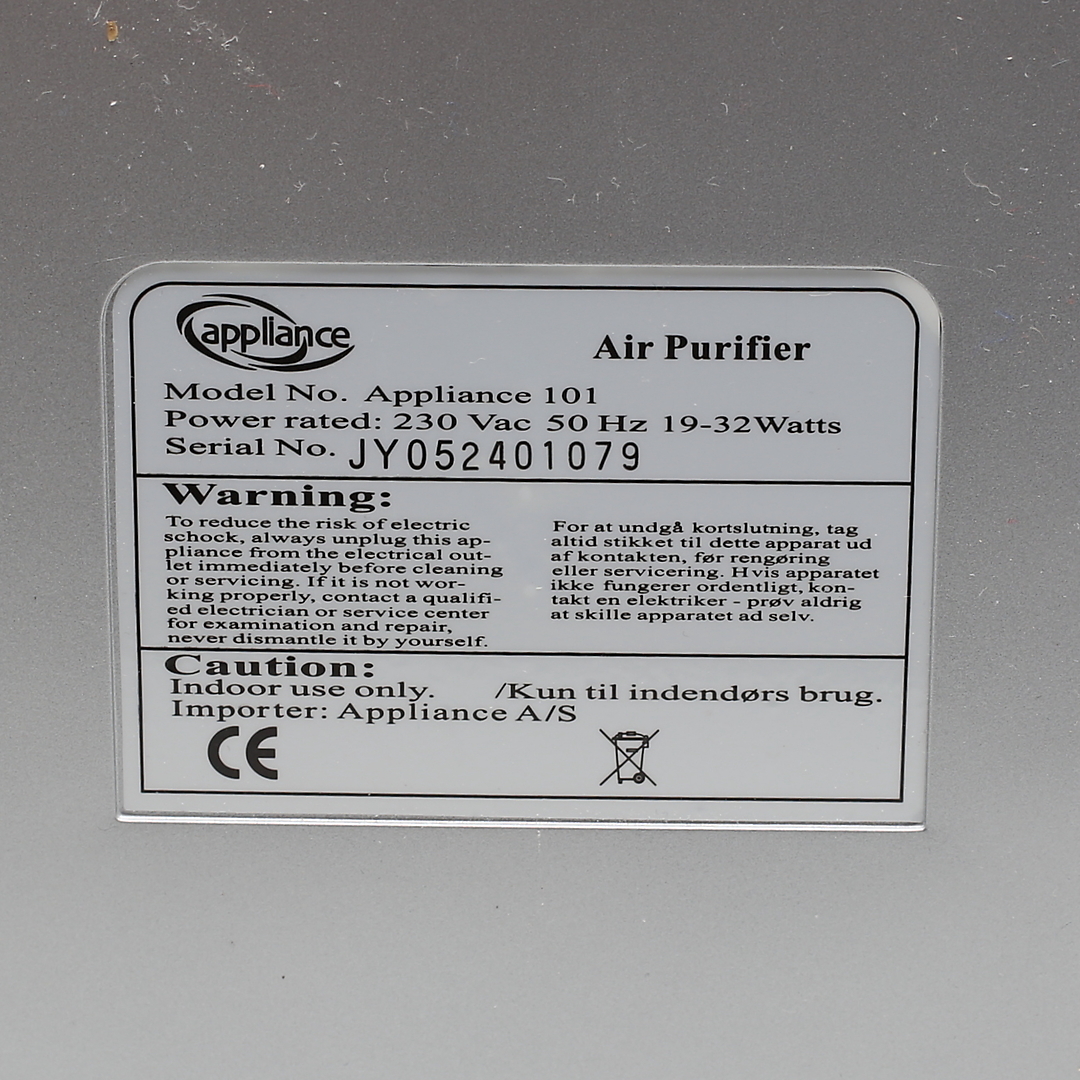 appliance
Air Purifier
Model No. Appliance 101
Power rated: 230 Vac 50 Hz 19-32Watts
Serial No. JY052401079
Warning:
To reduce the risk of electric
schock, always unplug this ap-
pliance from the electrical out-
let immediately before cleaning
or servicing. If it is not wor-
king properly, contact a qualifi-
ed electrician or service center
for examination and repair,
never dismantle it by yourself.
For at undgå kortslutning, tag
altid stikket til dette apparat ud
af kontakten, før rengøring
eller servicering. Hvis apparatet
ikke fungerer ordentligt, kon-
takt en elektriker - prøv aldrig
at skille apparatet ad selv.
Caution:
Indoor use only. /Kun til indendørs brug.
Importer: Appliance A/S
CE